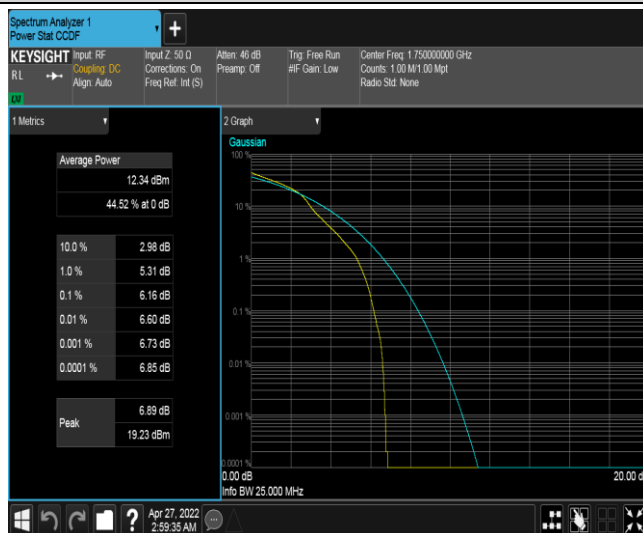 Spectrum Analyzer 1
Power Stat CCDF
KEYSIGHT
RL
LM
Input: RF
Coupling: DC
Align: Auto
Input Z: 50 Ω
Corrections: On
Freq Ref: Int (S)
Atten: 46 dB
Preamp: Off
Trig: Free Run
#IF Gain: Low
Center Freq: 1.750000000 GHz
Counts: 1.00 M/1.00 Mpt
Radio Std: None
1 Metrics
Average Power
12.34 dBm
44.52 % at 0 dB
10.0 % 2.98 dB
1.0 % 5.31 dB
0.1 % 6.16 dB
0.01 % 6.60 dB
0.001 % 6.73 dB
0.0001 % 6.85 dB
Peak 6.89 dB
19.23 dBm
2 Graph
Gaussian
100 %
10 %
1 %
0.1 %
0.01 %
0.001 %
0.0001 %
0.00 dB 20.00 d
Info BW 25.000 MHz
? Apr 27, 2022
2:59:35 AM